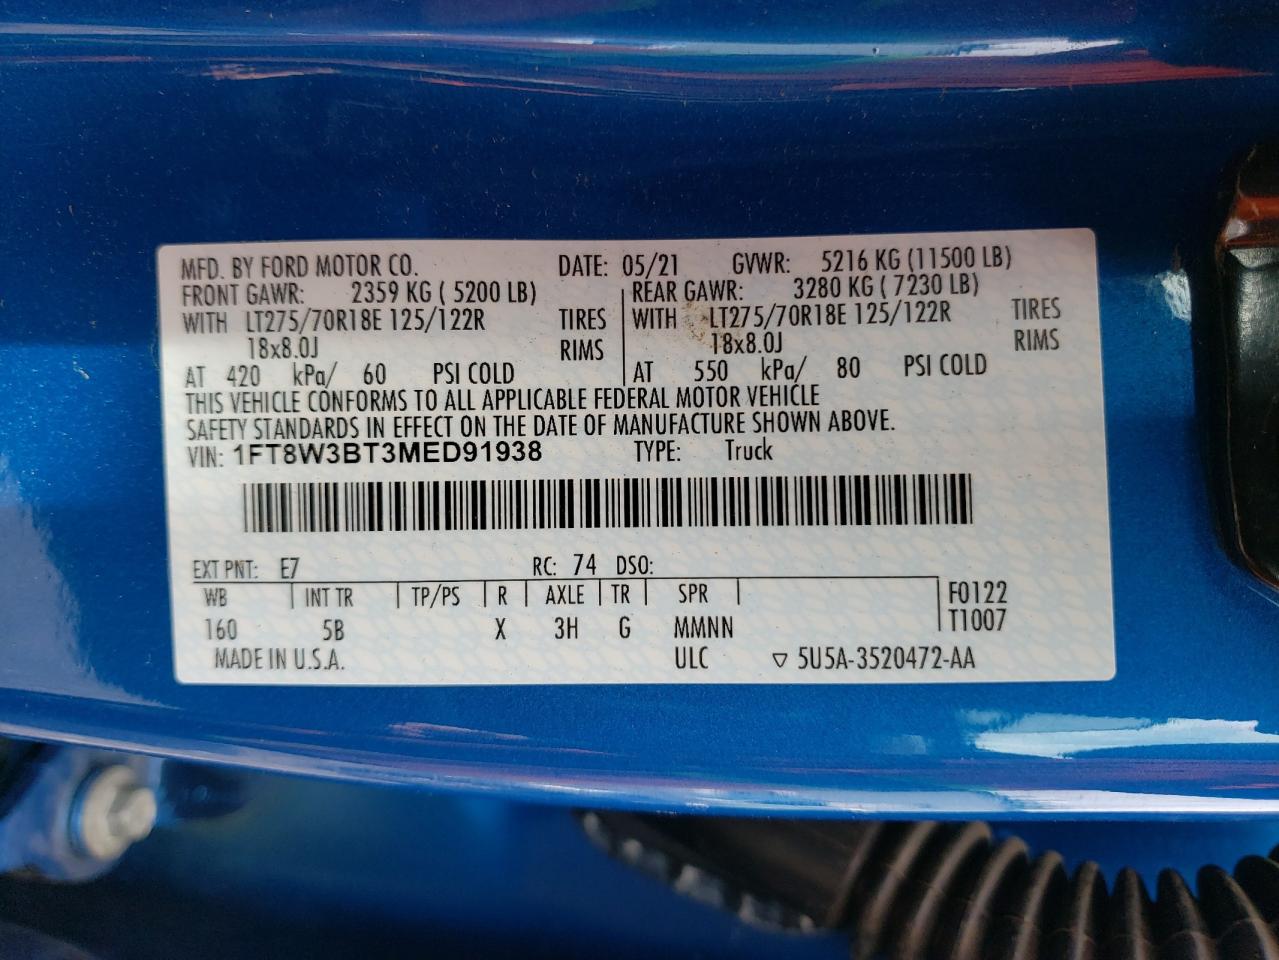 MFD. BY FORD MOTOR CO. DATE: 05/21 GVWR: 5216 KG (11500 LB)
FRONT GAWR: 2359 KG ( 5200 LB) REAR GAWR: 3280 KG ( 7230 LB)
WITH LT275/70R18E 125/122R TIRES WITH LT275/70R18E 125/122R TIRES
18x8.0J RIMS 18x8.0J RIMS
AT 420 kPa/ 60 PSI COLD AT 550 kPa/ 80 PSI COLD
THIS VEHICLE CONFORMS TO ALL APPLICABLE FEDERAL MOTOR VEHICLE
SAFETY STANDARDS IN EFFECT ON THE DATE OF MANUFACTURE SHOWN ABOVE.
VIN: 1FT8W3BT3MED91938 TYPE: Truck
EXT PNT: E7 RC: 74 DSO:
WB INT TR TP/PS R AXLE TR SPR F0122
160 5B X 3H G MMNN T1007
MADE IN U.S.A. ULC ▽ 5U5A-3520472-AA